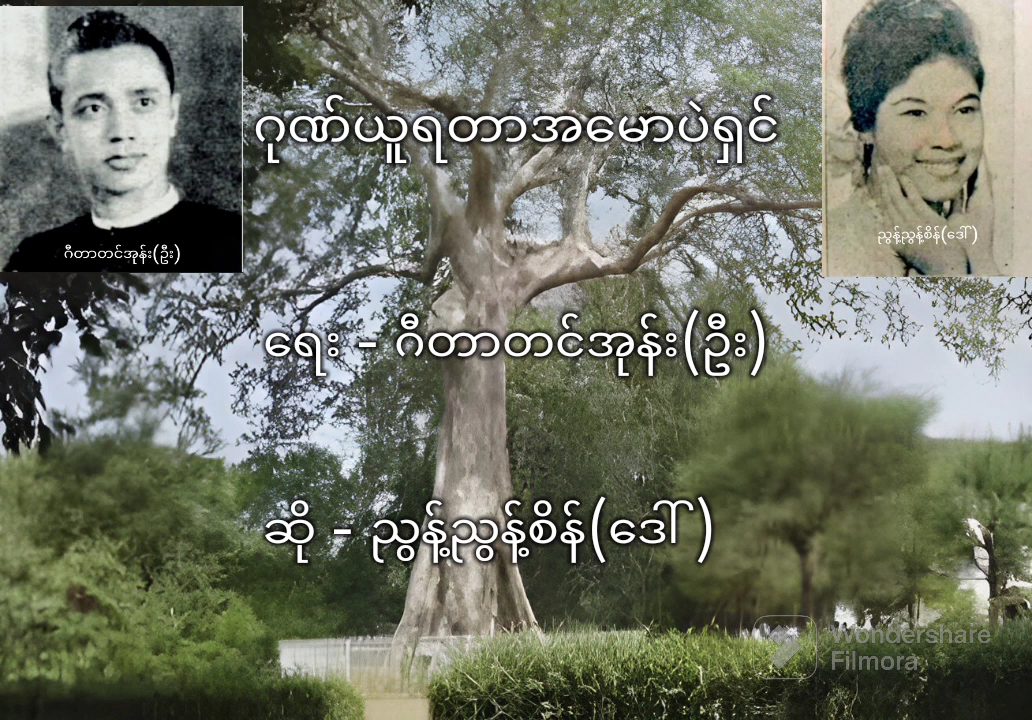 ဂုဏ်ယူရတာအမောပဲရှင်
ဂီတာတင်အုန်း(ဦး)
ညွန့်ညွန့်စိန်(ဒေါ်)
ရေး - ဂီတာတင်အုန်း(ဦး)
ဆို - ညွန့်ညွန့်စိန်(ဒေါ်)
Wondershare
Filmora